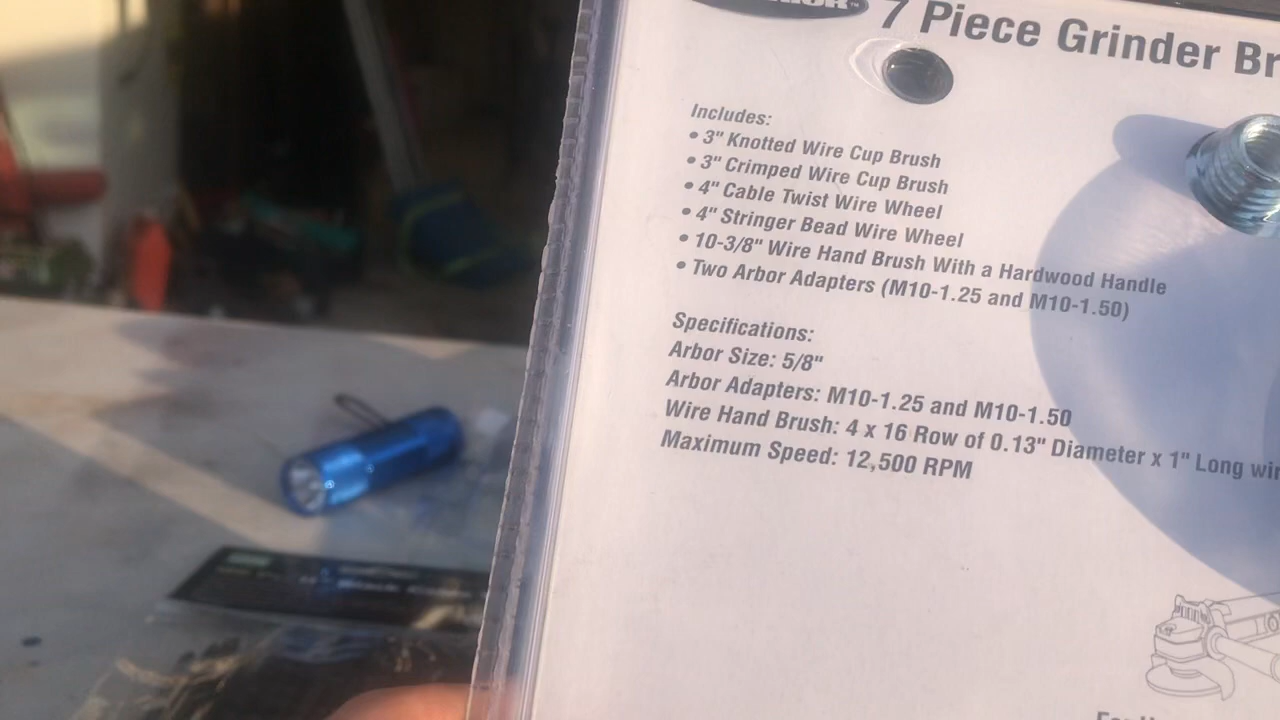 7 Piece Grinder
Includes:
• 3" Knotted Wire Cup Brush
• 3" Crimped Wire Cup Brush
• 4" Cable Twist Wire Wheel
• 4" Stringer Bead Wire Wheel
• 10-3/8" Wire Hand Brush With a Hardwood Handle
• Two Arbor Adapters (M10-1.25 and M10-1.50)
Specifications:
Arbor Size: 5/8"
Arbor Adapters: M10-1.25 and M10-1.50
Wire Hand Brush: 4 x 16 Row of 0.13" Diameter x 1" Long
Maximum Speed: 12,500 RPM